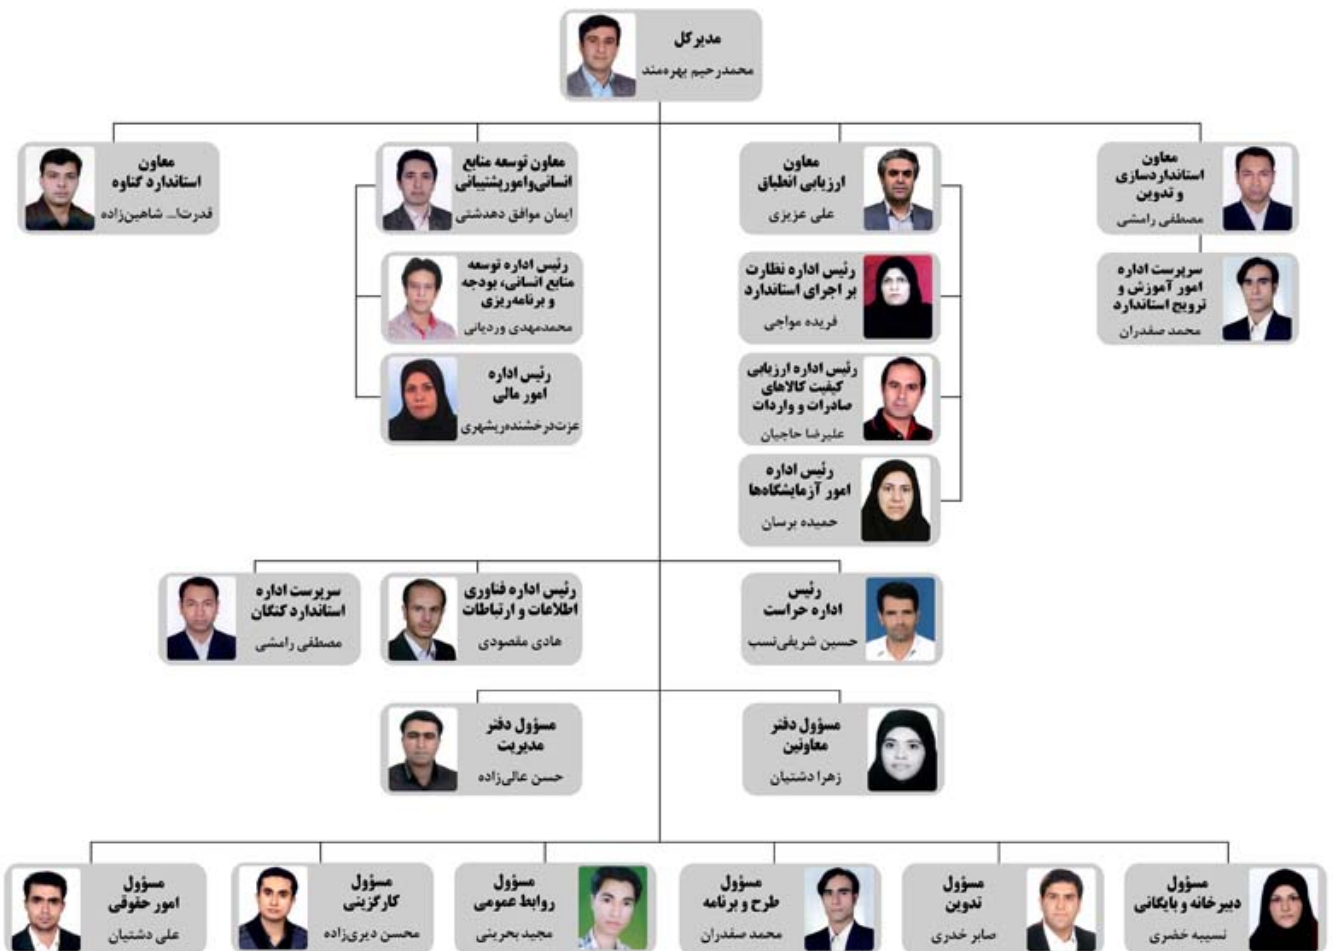 مدیرکل
محمدرحیم بهره‌مند
معاون
استانداردسازی
و تدوین
مصطفی رامشی
معاون
ارزیابی انطباق
علی عزیزی
معاون توسعه منابع
انسانی‌وامورپشتیبانی
ایمان موافق دهدشتی
معاون
استاندارد گناوه
قدرت‌ا... شاهین‌زاده
سرپرست اداره
امور آموزش و
ترویج استاندارد
محمد صفدران
رئیس اداره نظارت
بر اجرای استاندارد
فریده مواجی
رئیس اداره توسعه
منابع انسانی، بودجه
و برنامه‌ریزی
محمدمهدی وردیانی
رئیس اداره ارزیابی
کیفیت کالاهای
صادرات و واردات
علیرضا حاجیان
رئیس اداره
امور مالی
عزت‌درخشنده‌ریشهری
رئیس اداره
امور آزمایشگاه‌ها
حمیده برسان
رئیس
اداره حراست
حسین شریفی‌نسب
رئیس اداره فناوری
اطلاعات و ارتباطات
هادی مقصودی
سرپرست اداره
استاندارد کنگان
مصطفی رامشی
مسؤول دفتر
معاونین
زهرا دشتیان
مسؤول دفتر
مدیریت
حسن عالی‌زاده
مسؤول
دبیرخانه و بایگانی
نسیبه خضری
مسؤول
تدوین
صابر خدری
مسؤول
طرح و برنامه
محمد صفدران
مسؤول
روابط عمومی
مجید بحرینی
مسؤول
کارگزینی
محسن دیری‌زاده
مسؤول
امور حقوقی
علی دشتیان